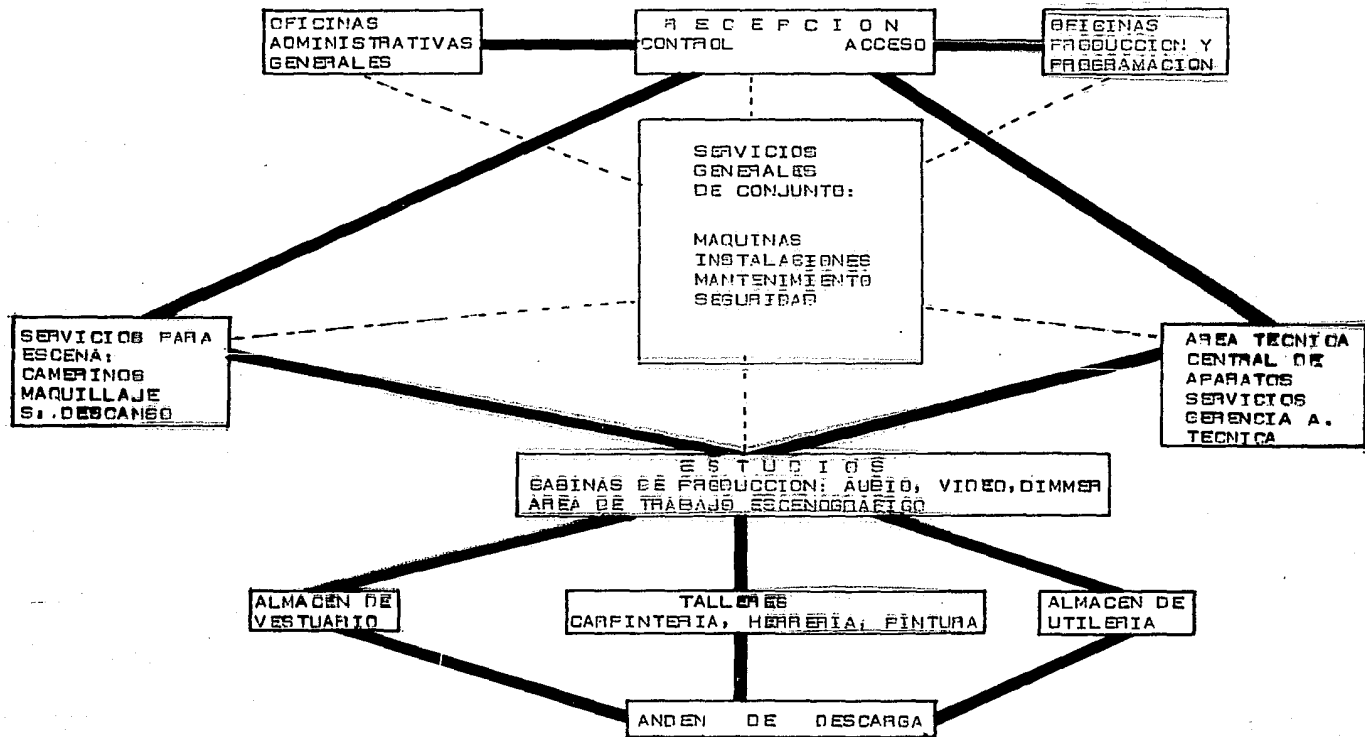 OFICINAS
ADMINISTRATIVAS
GENERALES
RECEPCION
CONTROL ACCESO
OFICINAS
PRODUCCION Y
PROGRAMACION
SERVICIOS
GENERALES
DE CONJUNTO:
MAQUINAS
INSTALACIONES
MANTENIMIENTO
SEGURIDAD
SERVICIOS PARA
ESCENA:
CAMERINOS
MAQUILLAJE
S. DESCANSO
AREA TECNICA
CENTRAL DE
APARATOS
SERVICIOS
GERENCIA A.
TECNICA
ESTUDIOS
CABINAS DE PRODUCCION: AUDIO, VIDEO, DIMMER
AREA DE TRABAJO ESCENOGRAFICO
ALMACEN DE
VESTUARIO
TALLERES
CARPINTERIA, HERRERIA, PINTURA
ALMACEN DE
UTILERIA
ANDEN DE DESCARGA